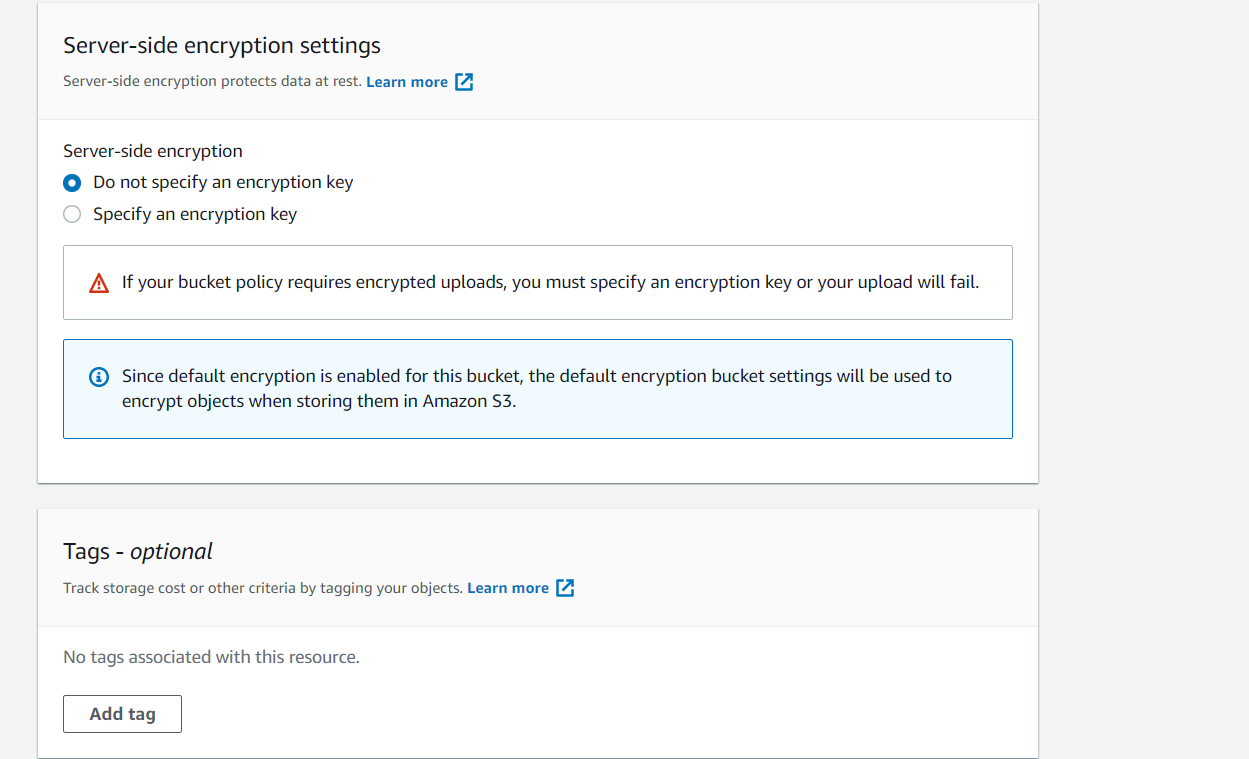 Server-side encryption settings
Server-side encryption protects data at rest. Learn more
Server-side encryption
Do not specify an encryption key
Specify an encryption key
If your bucket policy requires encrypted uploads, you must specify an encryption key or your upload will fail.
Since default encryption is enabled for this bucket, the default encryption bucket settings will be used to
encrypt objects when storing them in Amazon S3.
Tags - optional
Track storage cost or other criteria by tagging your objects. Learn more
No tags associated with this resource.
Add tag